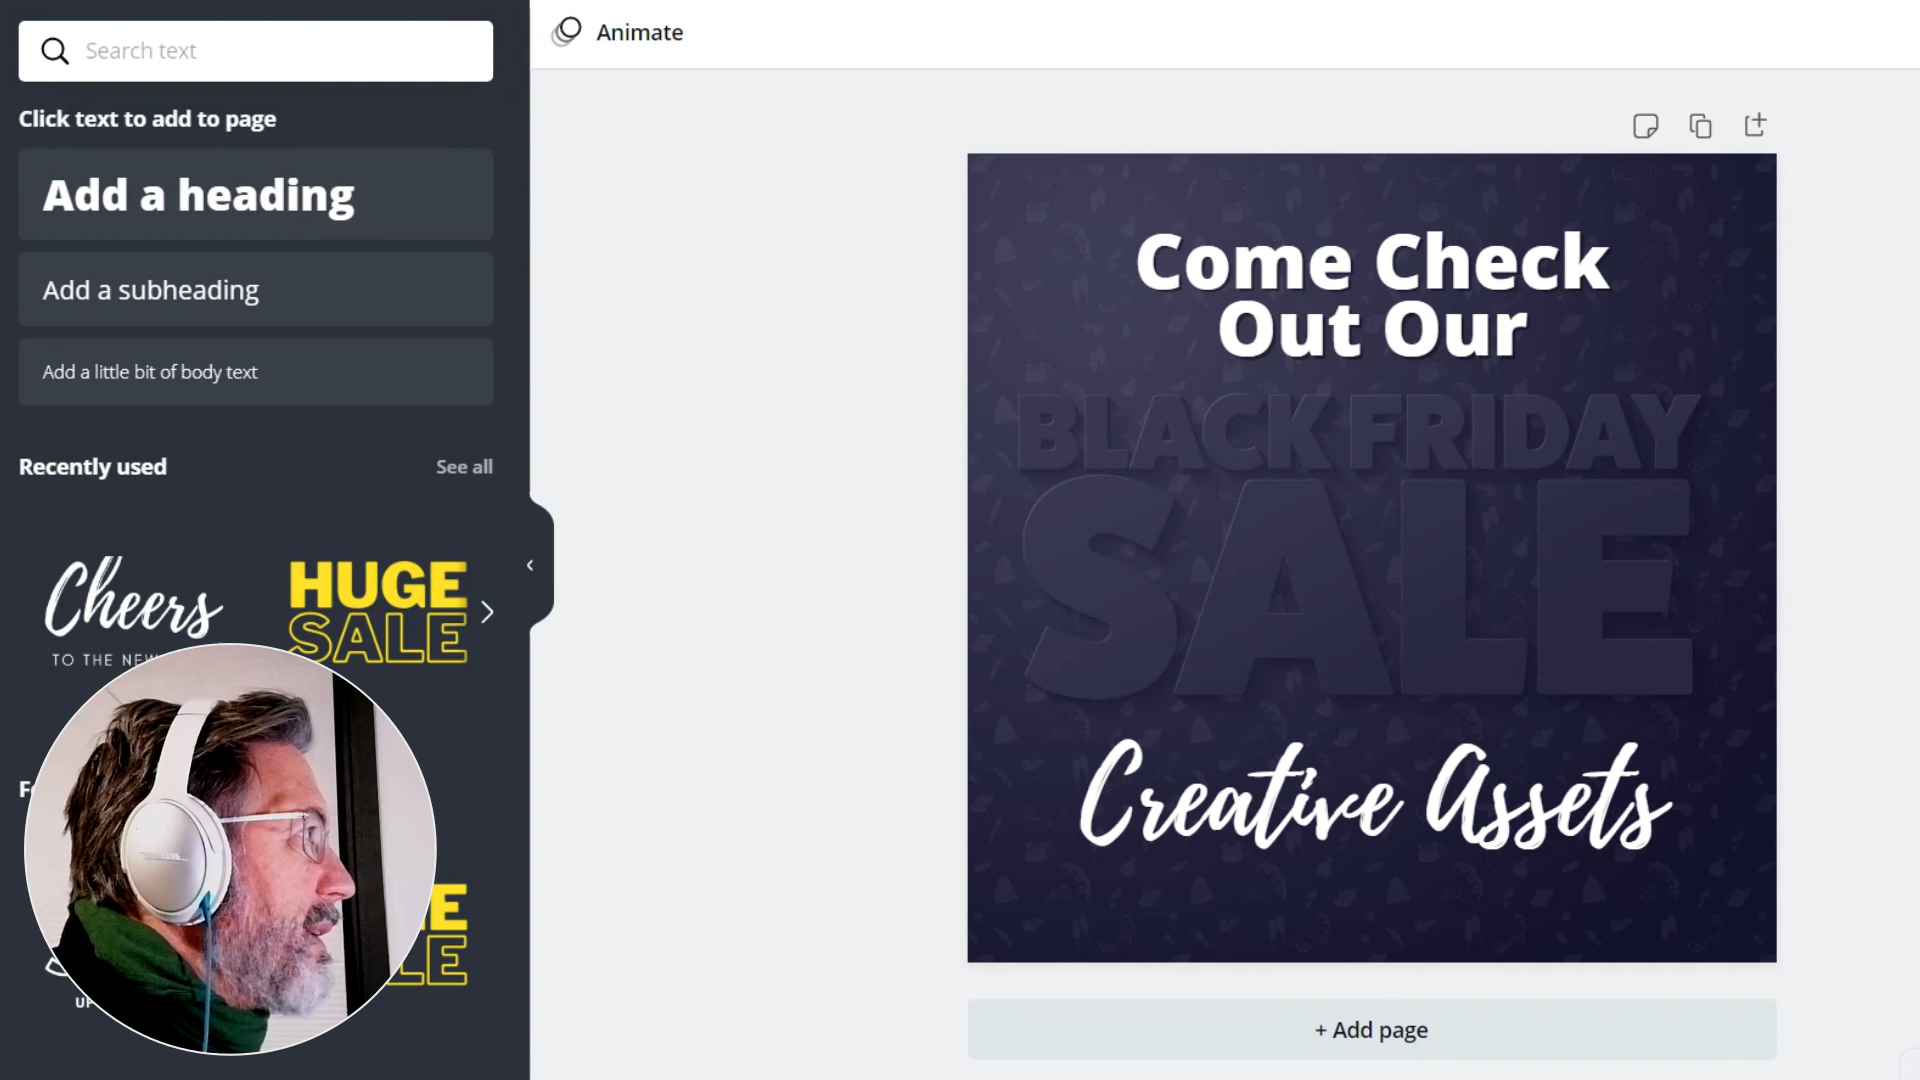 Search text
Animate
Click text to add to page
Add a heading
Add a subheading
Add a little bit of body text
Recently used
See all
Cheers
TO THE NEW
HUGE
SALE
Come Check
Out Our
BLACK FRIDAY
SALE
Creative Assets
+ Add page